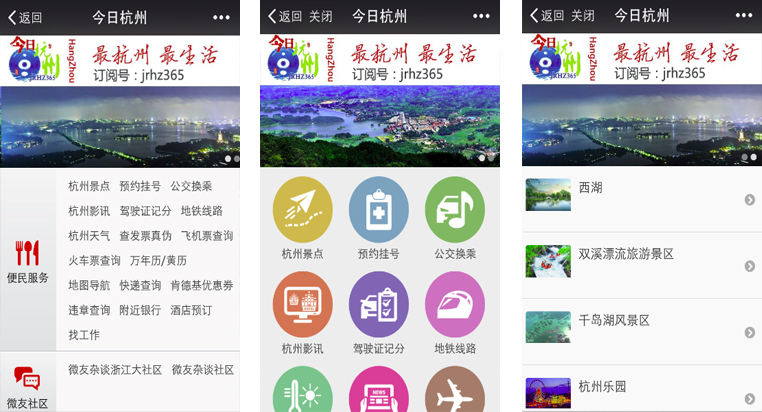 返回 今日杭州
今日杭州
HangZhou
JRHZ365
最杭州 最生活
订阅号：jrhz365
便民服务
杭州景点 预约挂号 公交换乘
杭州影讯 驾驶证记分 地铁线路
杭州天气 查发票真伪 飞机票查询
火车票查询 万年历/黄历
地图导航 快递查询 肯德基优惠券
违章查询 附近银行 酒店预订
找工作
微友社区
微友杂谈浙江大社区 微友杂谈社区
返回 关闭 今日杭州
今日杭州
HangZhou
JRHZ365
最杭州 最生活
订阅号：jrhz365
杭州景点 预约挂号 公交换乘
杭州影讯 驾驶证记分 地铁线路
NEWS
返回 关闭 今日杭州
今日杭州
HangZhou
JRHZ365
最杭州 最生活
订阅号：jrhz365
西湖
双溪漂流旅游景区
千岛湖风景区
杭州乐园